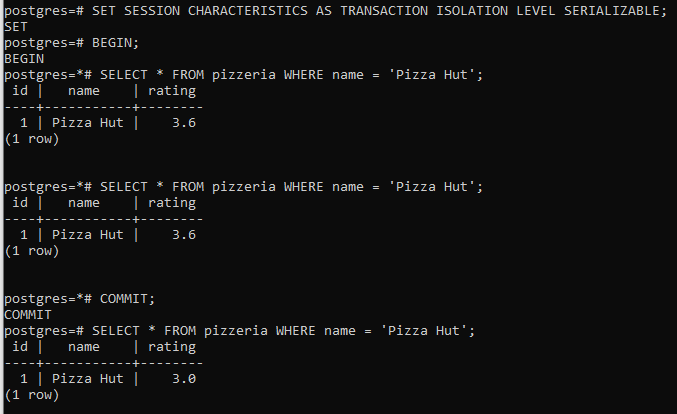 postgres=# SET SESSION CHARACTERISTICS AS TRANSACTION ISOLATION LEVEL SERIALIZABLE;
SET
postgres=# BEGIN;
BEGIN
postgres=*# SELECT * FROM pizzeria WHERE name = 'Pizza Hut';
 id |   name    | rating
----+-----------+--------
  1 | Pizza Hut |    3.6
(1 row)


postgres=*# SELECT * FROM pizzeria WHERE name = 'Pizza Hut';
 id |   name    | rating
----+-----------+--------
  1 | Pizza Hut |    3.6
(1 row)


postgres=*# COMMIT;
COMMIT
postgres=# SELECT * FROM pizzeria WHERE name = 'Pizza Hut';
 id |   name    | rating
----+-----------+--------
  1 | Pizza Hut |    3.0
(1 row)